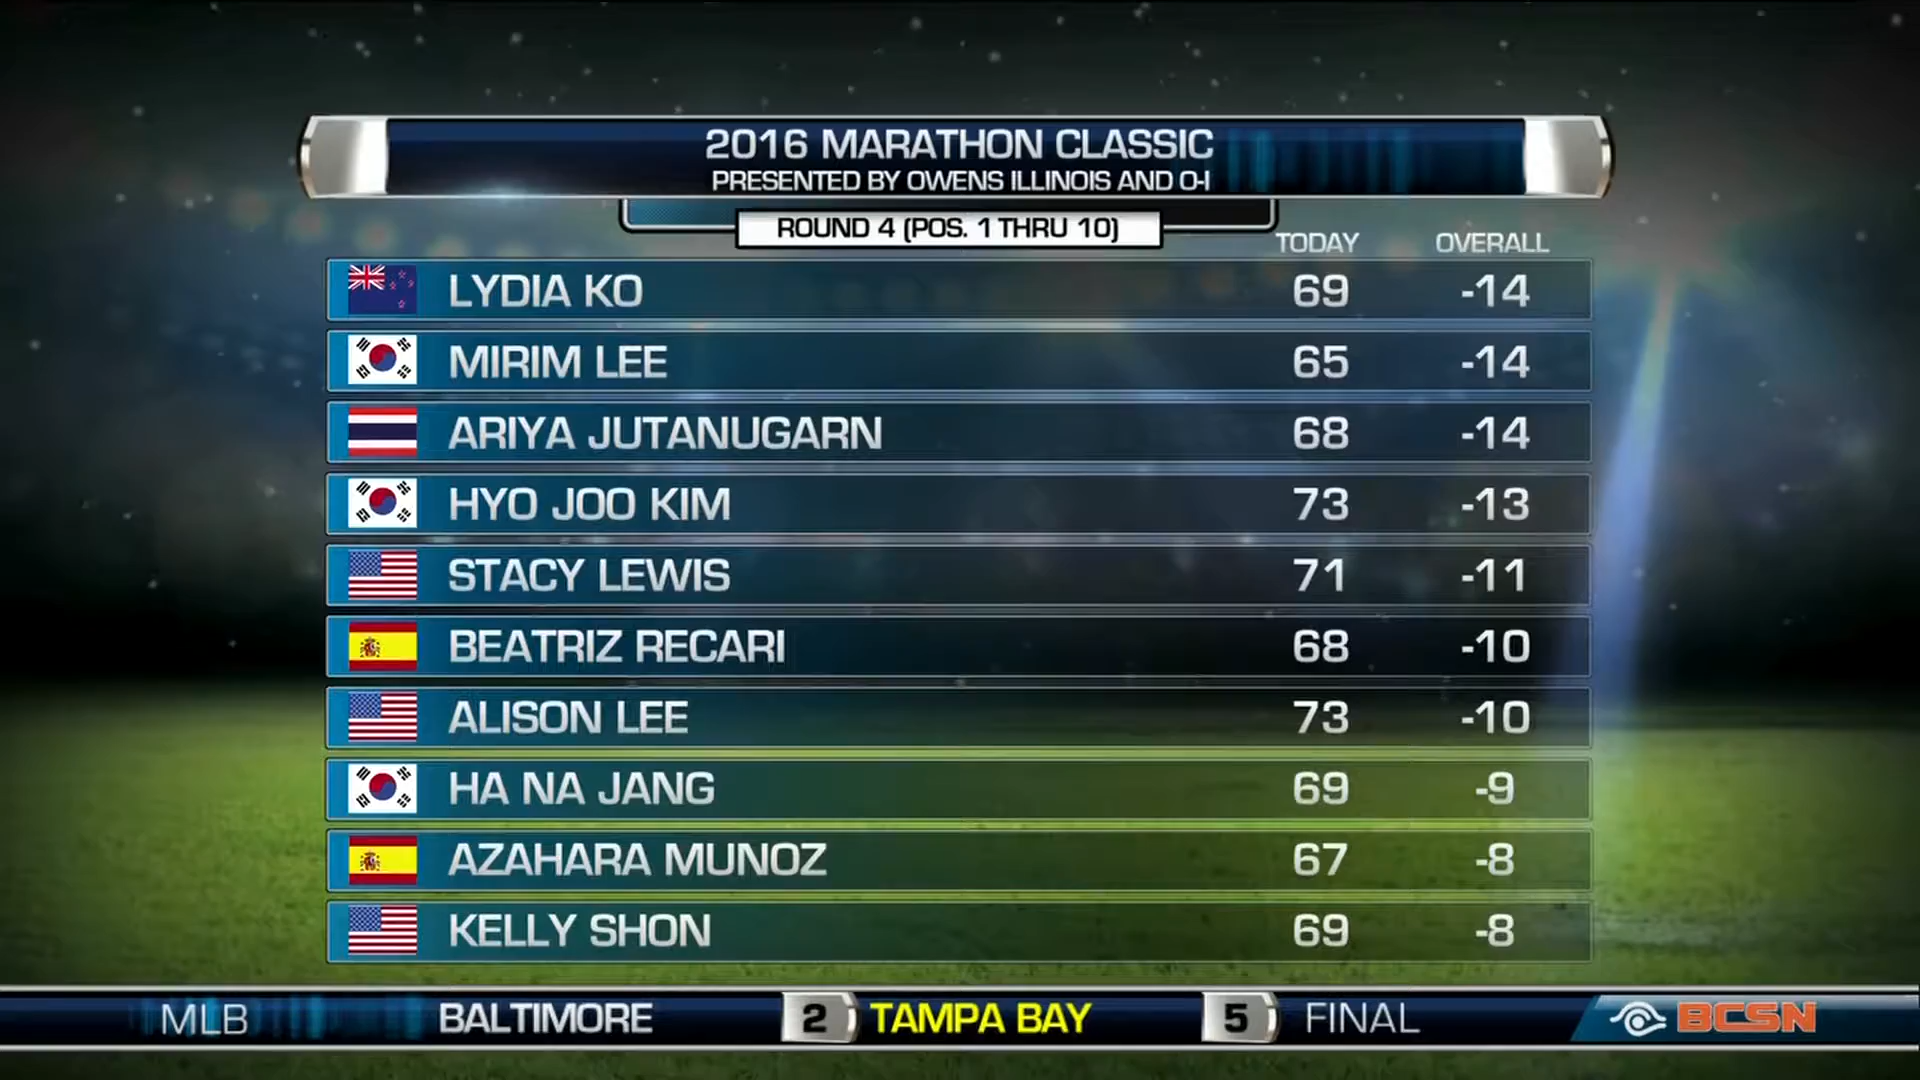 2016 MARATHON CLASSIC
PRESENTED BY OWENS ILLINOIS AND O-I
ROUND 4 (POS. 1 THRU 10)
TODAY OVERALL
LYDIA KO 69 -14
MIRIM LEE 65 -14
ARIYA JUTANUGARN 68 -14
HYO JOO KIM 73 -13
STACY LEWIS 71 -11
BEATRIZ RECARI 68 -10
ALISON LEE 73 -10
HA NA JANG 69 -9
AZAHARA MUNOZ 67 -8
KELLY SHON 69 -8
MLB BALTIMORE 2 TAMPA BAY 5 FINAL BCSN